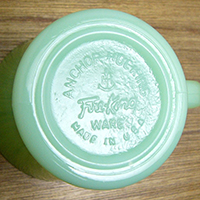 ANCHOR HOCKING
Fire King
WARE
MADE IN U.S.A.